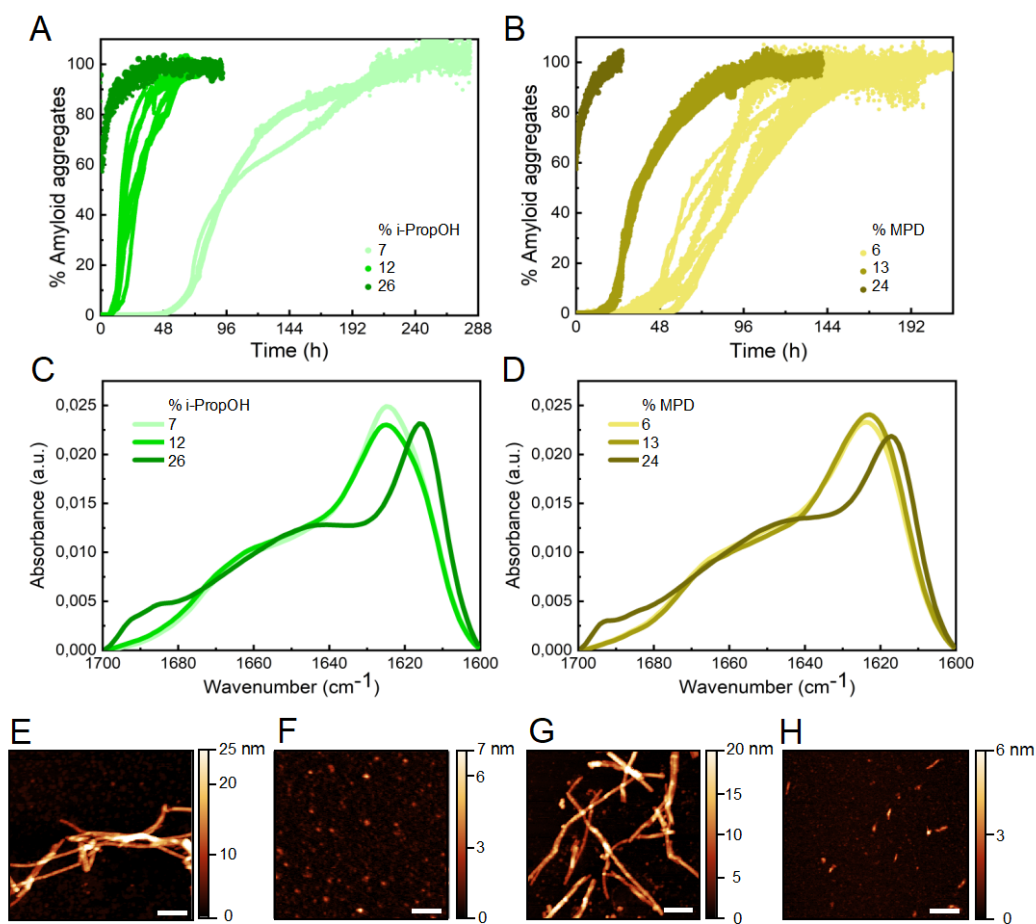 A
% Amyloid aggregates
100
80
60
40
20
0
% i-PropOH
7
12
26
0 48 96 144 192 240 288
Time (h)
B
% Amyloid aggregates
100
80
60
40
20
0
% MPD
6
13
24
0 48 96 144 192
Time (h)
C
Absorbance (a.u.)
0,025
0,020
0,015
0,010
0,005
0,000
% i-PropOH
7
12
26
1700 1680 1660 1640 1620 1600
Wavenumber (cm-1)
D
Absorbance (a.u.)
0,025
0,020
0,015
0,010
0,005
0,000
% MPD
6
13
24
1700 1680 1660 1640 1620 1600
Wavenumber (cm-1)
E
25 nm
20
10
0
F
7 nm
6
3
0
G
20 nm
15
10
5
0
H
6 nm
3
0